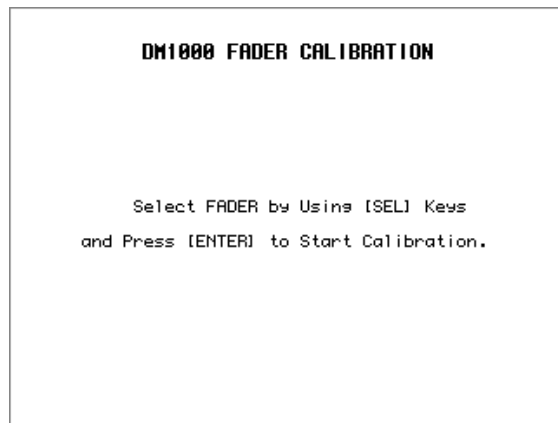 DM1000 FADER CALIBRATION
Select FADER by Using [SEL] Keys
and Press [ENTER] to Start Calibration.